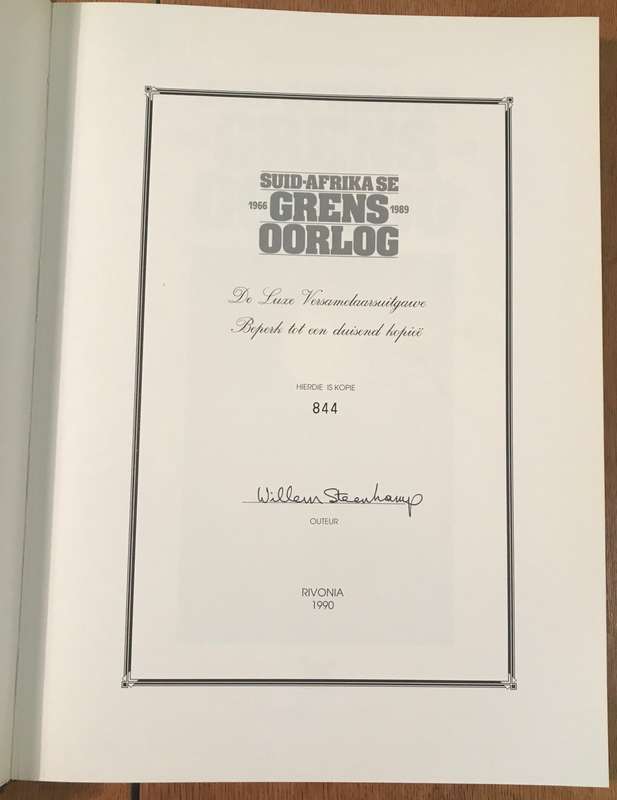 SUID-AFRIKA SE
1966 GRENS 1989
OORLOG
De Luxe Versamelaarsuitgawe
Beperk tot een duisend kopieë
HIERDIE IS KOPIE
844
Willem Steenkamp
OUTEUR
RIVONIA
1990